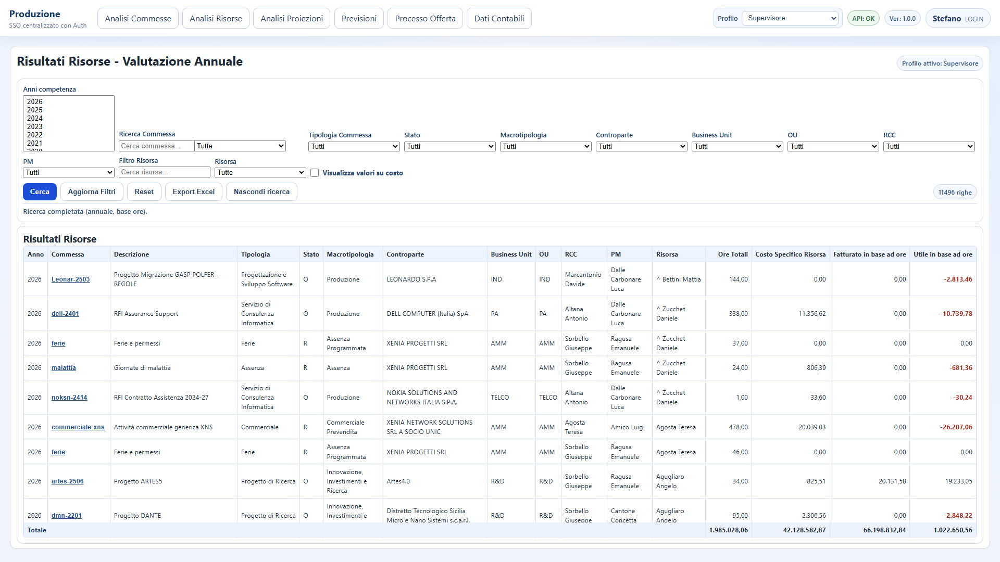 Produzione
SSO centralizzato con Auth
Analisi Commesse
Analisi Risorse
Analisi Proiezioni
Previsioni
Processo Offerta
Dati Contabili
Profilo
Supervisore
API: OK
Ver: 1.0.0
Stefano LOGIN
Risultati Risorse - Valutazione Annuale
Profilo attivo: Supervisore
Anni competenza
2026
2025
2024
2023
2022
2021
2020
Ricerca Commessa
Cerca commessa...
Tutte
Tipologia Commessa
Tutti
Stato
Tutti
Macrotipologia
Tutti
Controparte
Tutti
Business Unit
Tutti
OU
Tutti
RCC
Tutti
PM
Tutti
Filtro Risorsa
Cerca risorsa...
Risorsa
Tutte
Visualizza valori su costo
Cerca
Aggiorna Filtri
Reset
Export Excel
Nascondi ricerca
11496 righe
Ricerca completata (annuale, base ore).
Risultati Risorse
Anno Commessa Descrizione Tipologia Stato Macrotipologia Controparte Business Unit OU RCC PM Risorsa Ore Totali Costo Specifico Risorsa Fatturato in base ad ore Utile in base ad ore
2026 Leonar-2503 Progetto Migrazione GASP POLFER - REGOLE Progettazione e Sviluppo Software O Produzione LEONARDO S.P.A IND IND Marcantonio Davide Dalle Carbonare Luca ^ Bettini Mattia 144,00 0,00 0,00 -2.813,46
2026 dell-2401 RFI Assurance Support Servizio di Consulenza Informatica O Produzione DELL COMPUTER (Italia) SpA PA PA Altana Antonio Dalle Carbonare Luca ^ Zucchet Daniele 338,00 11.356,62 0,00 -10.739,78
2026 ferie Ferie e permessi Ferie R Assenza Programmata XENIA PROGETTI SRL AMM AMM Sorbello Giuseppe Ragusa Emanuele ^ Zucchet Daniele 37,00 0,00 0,00 0,00
2026 malattia Giornate di malattia Assenza R Assenza XENIA PROGETTI SRL AMM AMM Sorbello Giuseppe Ragusa Emanuele ^ Zucchet Daniele 24,00 806,39 0,00 -681,36
2026 noksn-2414 RFI Contratto Assistenza 2024-27 Servizio di Consulenza Informatica O Produzione NOKIA SOLUTIONS AND NETWORKS ITALIA S.P.A. TELCO TELCO Altana Antonio Dalle Carbonare Luca ^ Zucchet Daniele 1,00 33,60 0,00 -30,24
2026 commerciale-xns Attività commerciale generica XNS Commerciale R Commerciale Prevendita XENIA NETWORK SOLUTIONS SRL A SOCIO UNIC AMM AMM Agosta Teresa Amico Luigi Agosta Teresa 478,00 20.039,03 0,00 -26.207,06
2026 ferie Ferie e permessi Ferie R Assenza Programmata XENIA PROGETTI SRL AMM AMM Sorbello Giuseppe Ragusa Emanuele Agosta Teresa 46,00 0,00 0,00 0,00
2026 artes-2506 Progetto ARTES5 Progetto di Ricerca O Innovazione, Investimenti e Ricerca Artes4.0 R&D R&D Sorbello Giuseppe Ragusa Emanuele Agugliaro Angelo 34,00 825,51 20.131,58 19.233,05
2026 dmn-2201 Progetto DANTE Progetto di Ricerca O Innovazione, Investimenti e Distretto Tecnologico Sicilia Micro e Nano Sistemi s.c.a.r.l. R&D R&D Sorbello Giuseppe Cantone Concetta Agugliaro Angelo 95,00 2.306,56 0,00 -2.848,22
Totale 1.985.028,06 42.128.582,87 66.198.832,84 1.022.650,56